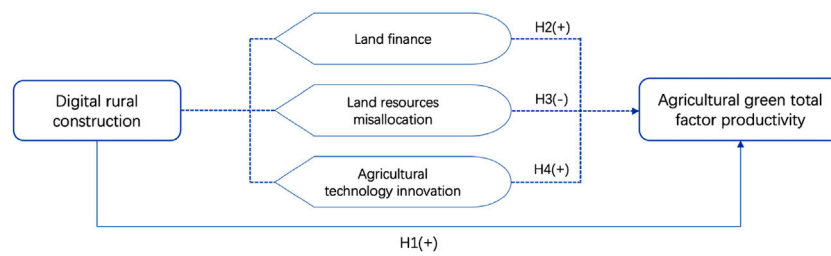 Land finance
H2(+)
Digital rural
construction
Land resources
misallocation
H3(-)
Agricultural green total
factor productivity
Agricultural
technology innovation
H4(+)
H1(+)